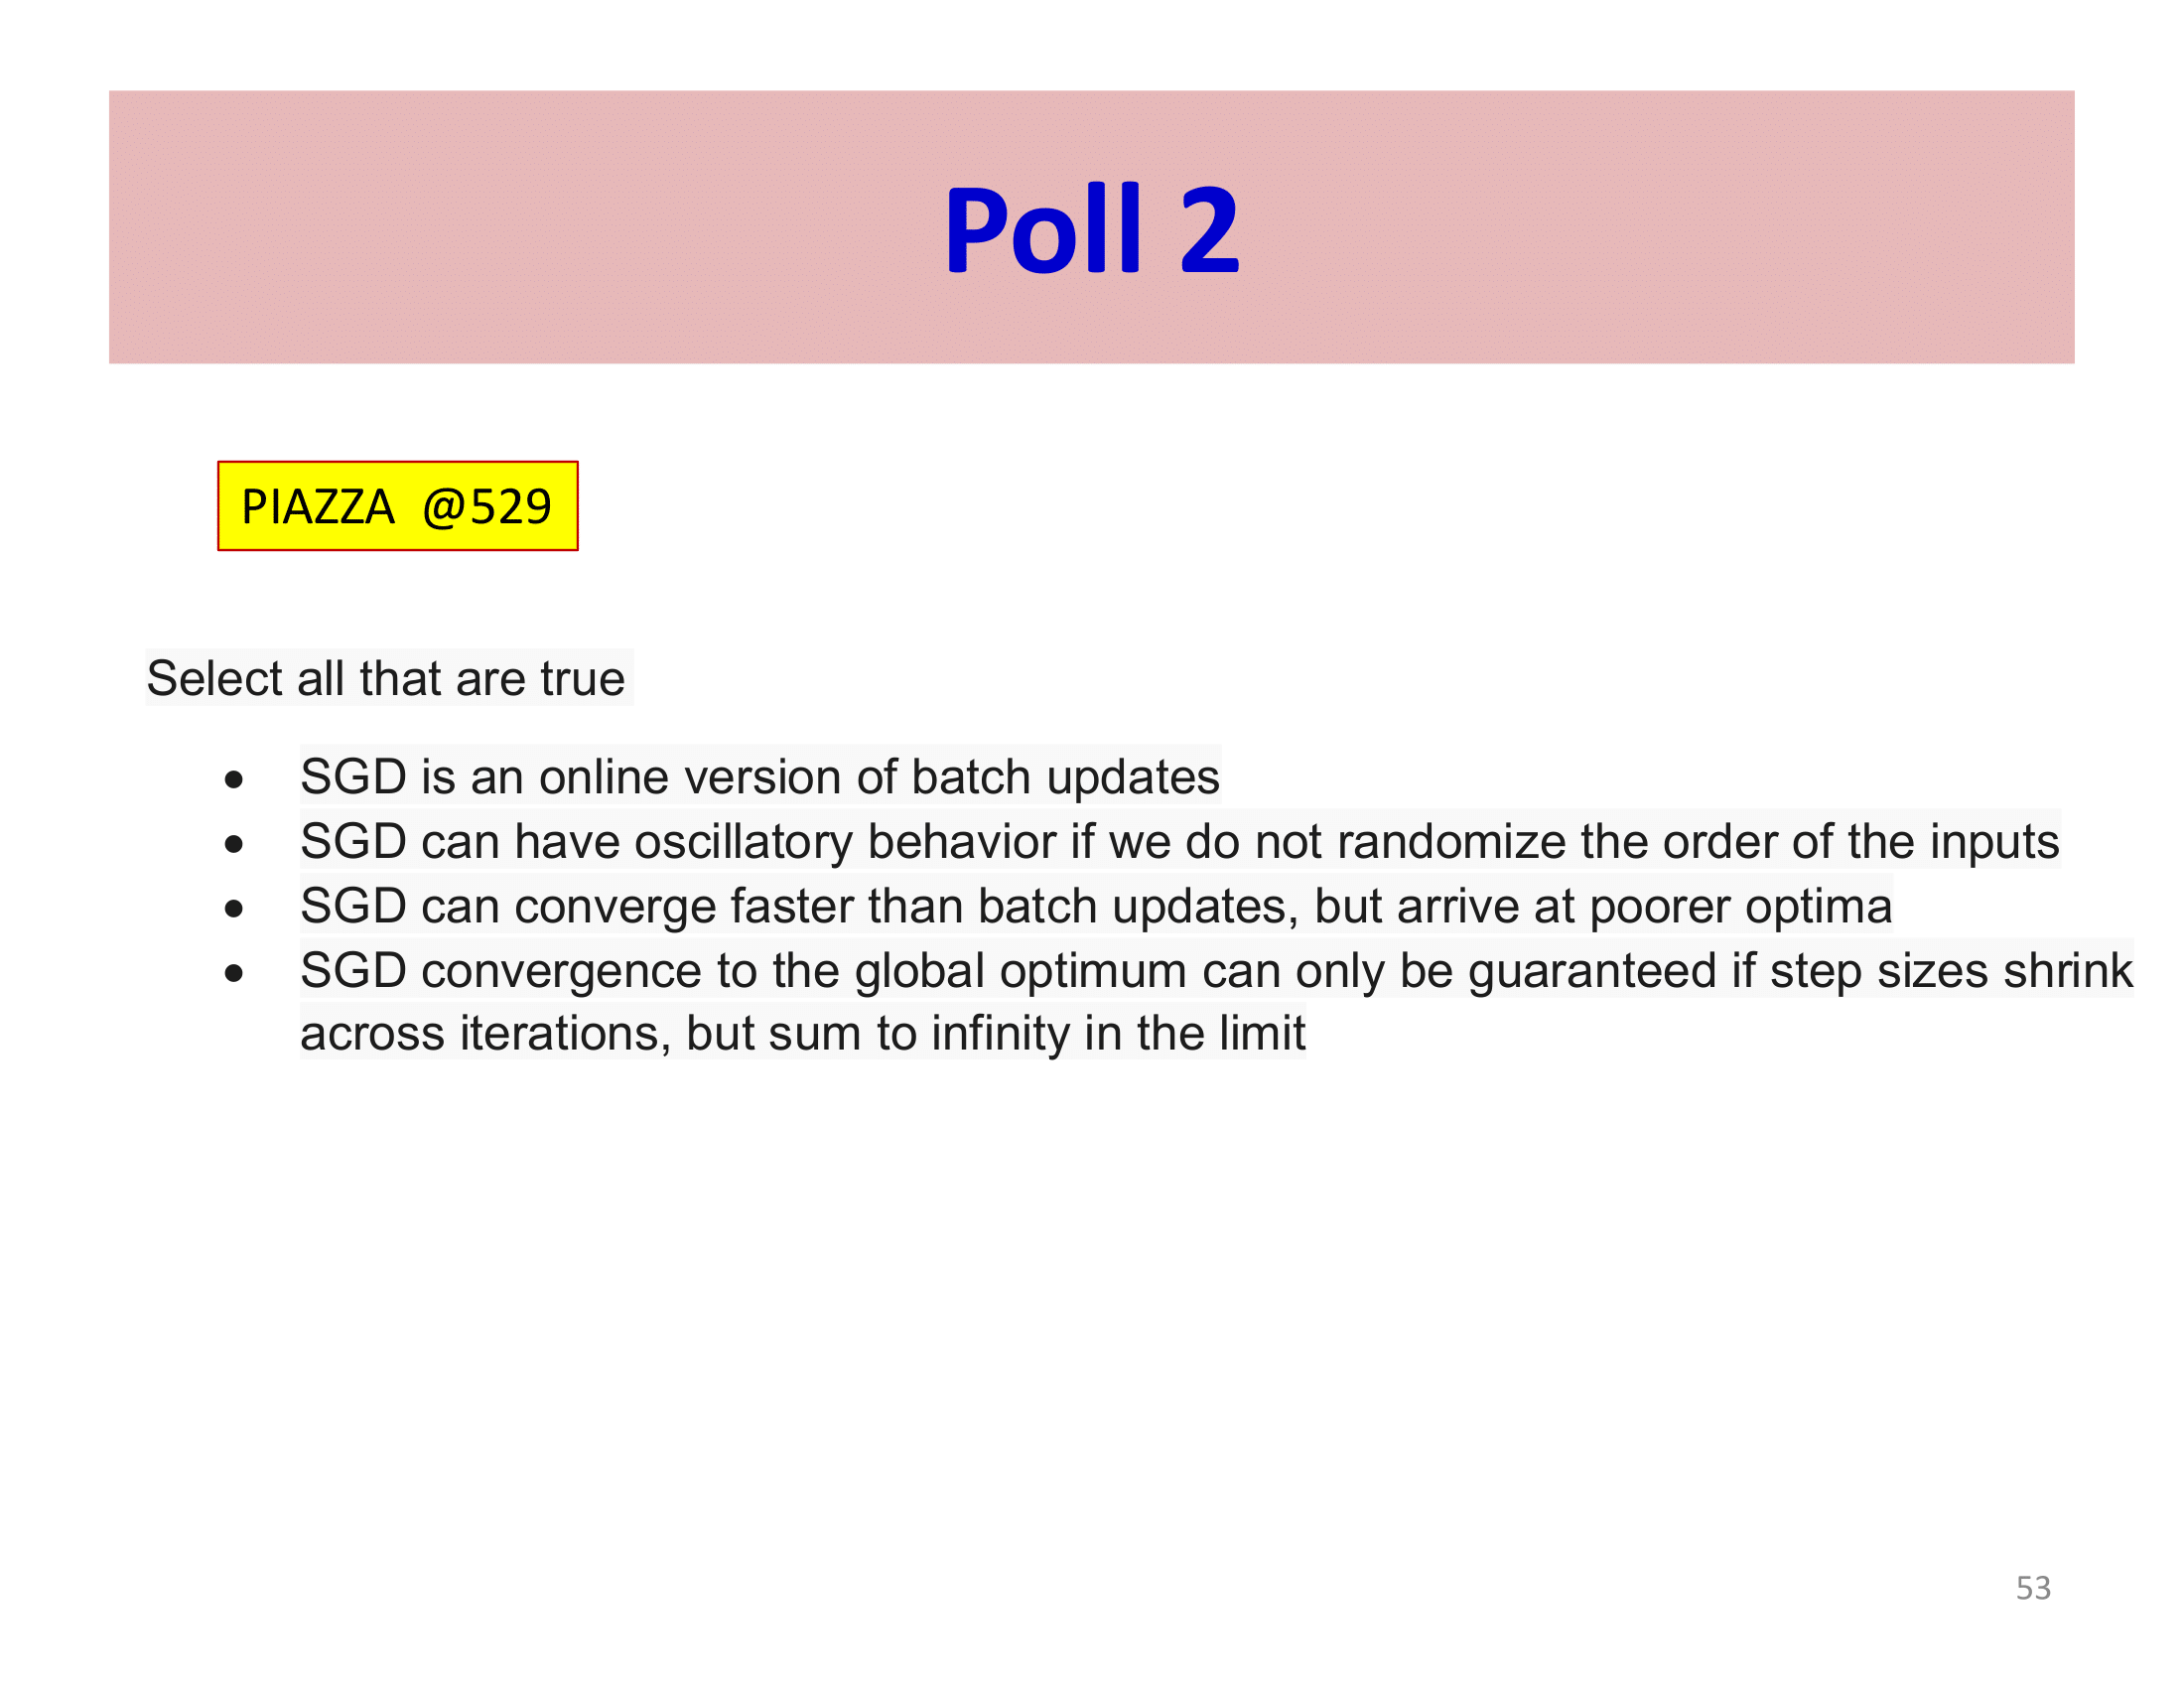 Poll 2
PIAZZA @529
Select all that are true
● SGD is an online version of batch updates
● SGD can have oscillatory behavior if we do not randomize the order of the inputs
● SGD can converge faster than batch updates, but arrive at poorer optima
● SGD convergence to the global optimum can only be guaranteed if step sizes shrink
across iterations, but sum to infinity in the limit
53